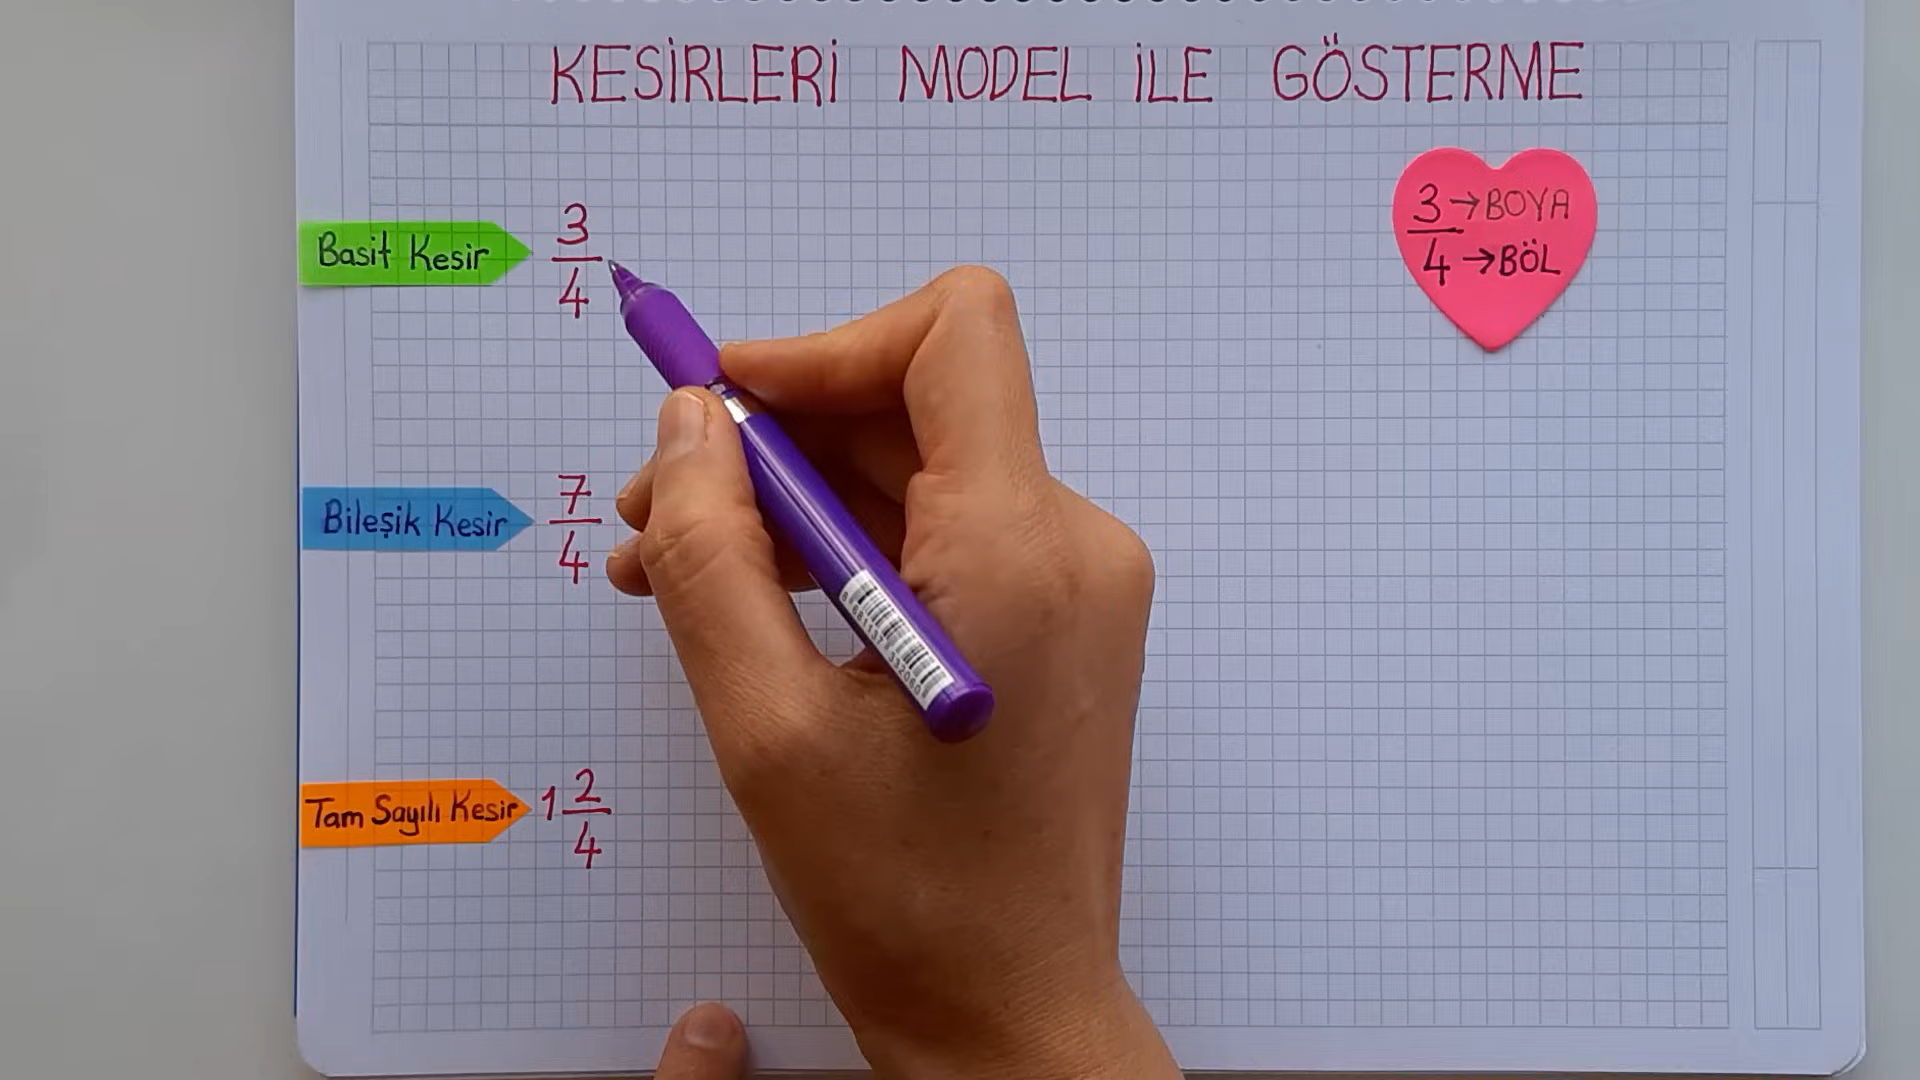 KESİRLERİ MODEL İLE GÖSTERME
3 → BOYA
4 → BÖL
Basit Kesir
3
4
Bileşik Kesir
7
4
Tam Sayılı Kesir
1 2
4